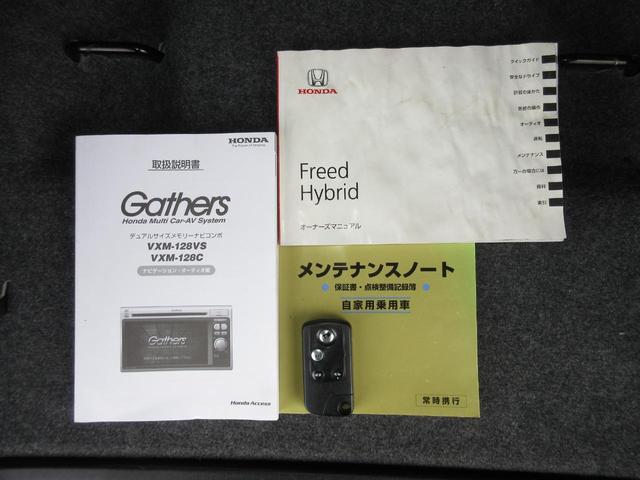 HONDA
The Power of Dreams
取扱説明書
Gathers
Honda Multi Car-AV System
デュアルサイズメモリーナビコンポ
VXM-128VS
VXM-128C
ナビゲーション・オーディオ編
Gathers
Honda Access
HONDA
Freed
Hybrid
オーナーズマニュアル
クイックガイド
安全なドライブ
計器の見かた
各部の操作
オーディオ
運転
メンテナンス
万一の場合には
資料
索引
メンテナンスノート
保証書・点検整備記録簿
自家用乗用車
常時携行